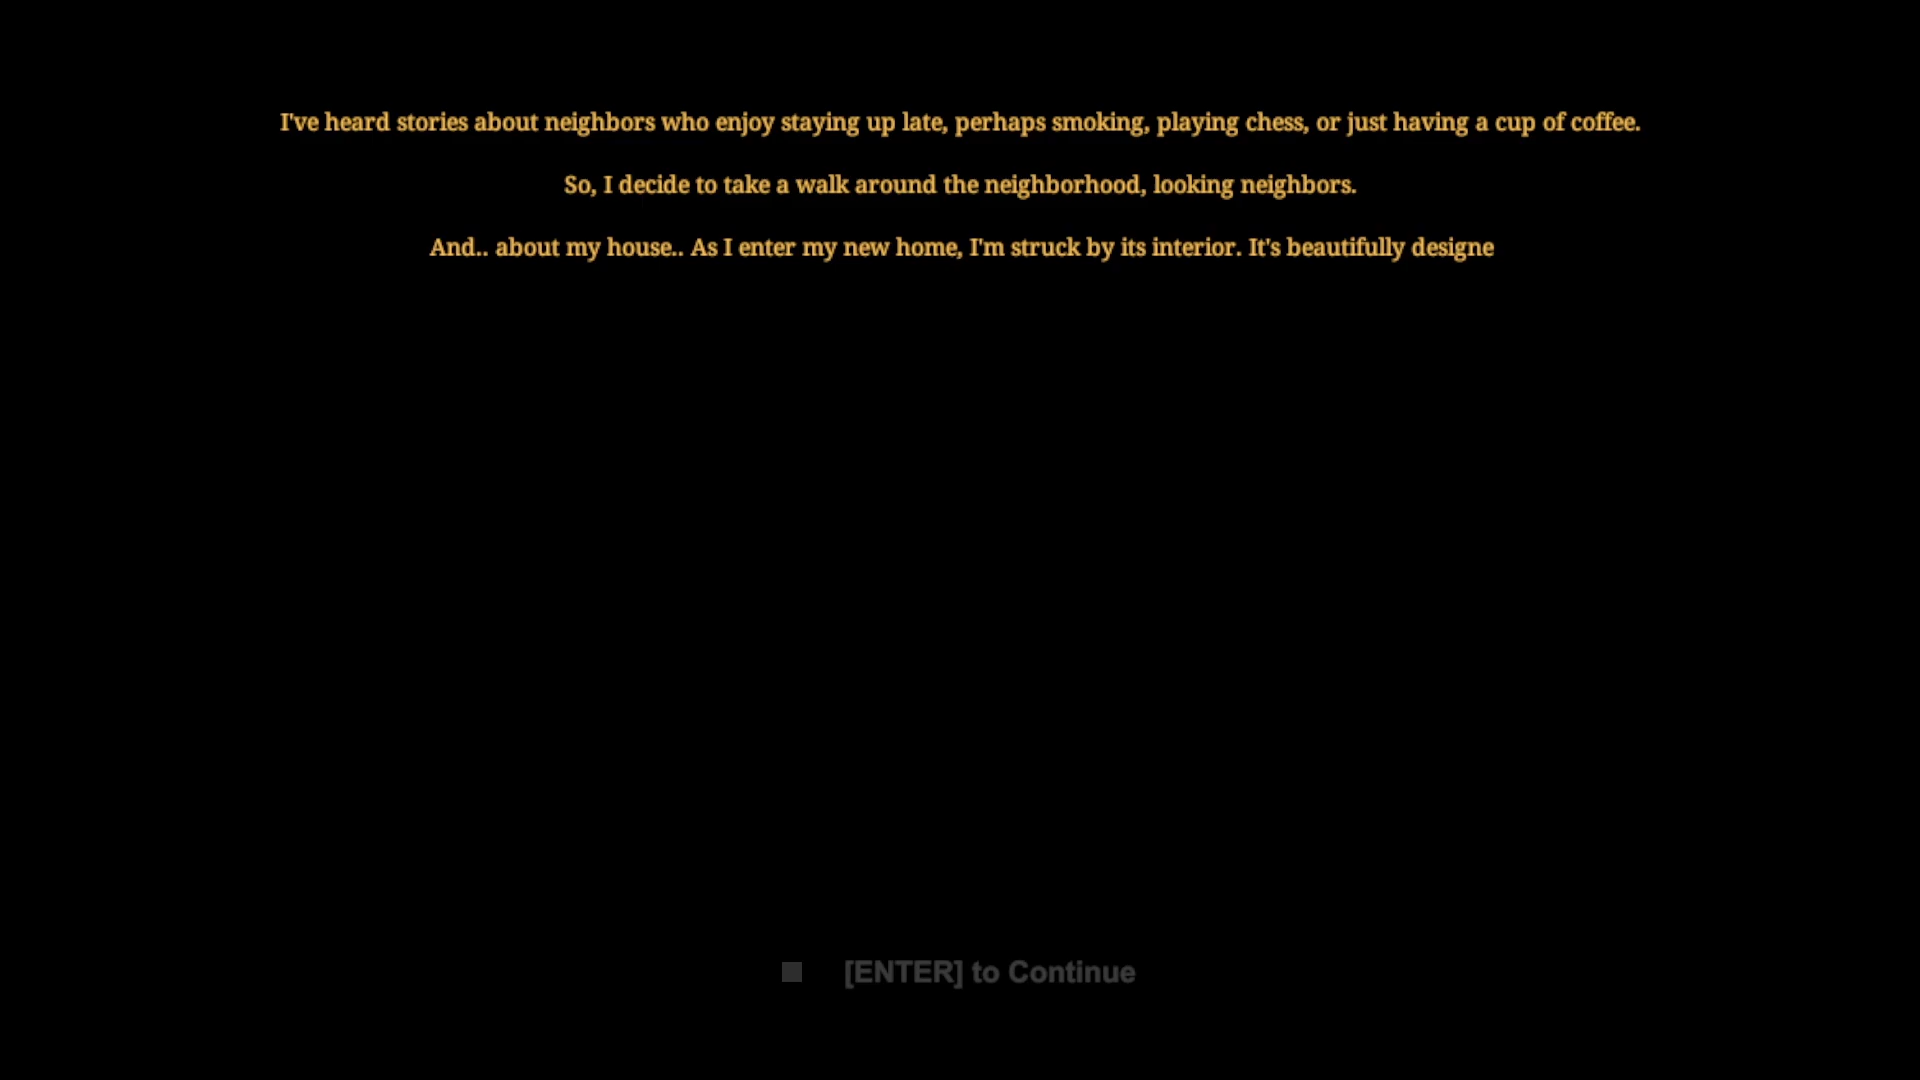 I've heard stories about neighbors who enjoy staying up late, perhaps smoking, playing chess, or just having a cup of coffee.
So, I decide to take a walk around the neighborhood, looking neighbors.
And.. about my house.. As I enter my new home, I'm struck by its interior. It's beautifully designe
[ENTER] to Continue